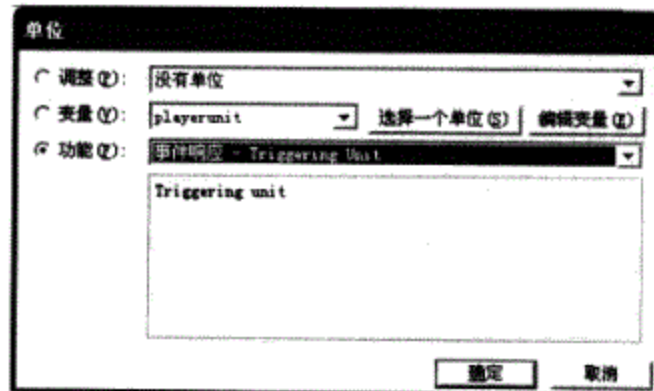 单位
调整(P): 没有单位
变量(V): playerunit 选择一个单位(S) 编辑变量(E)
功能(F): 事件响应 - Triggering Unit
Triggering unit
确定 取消